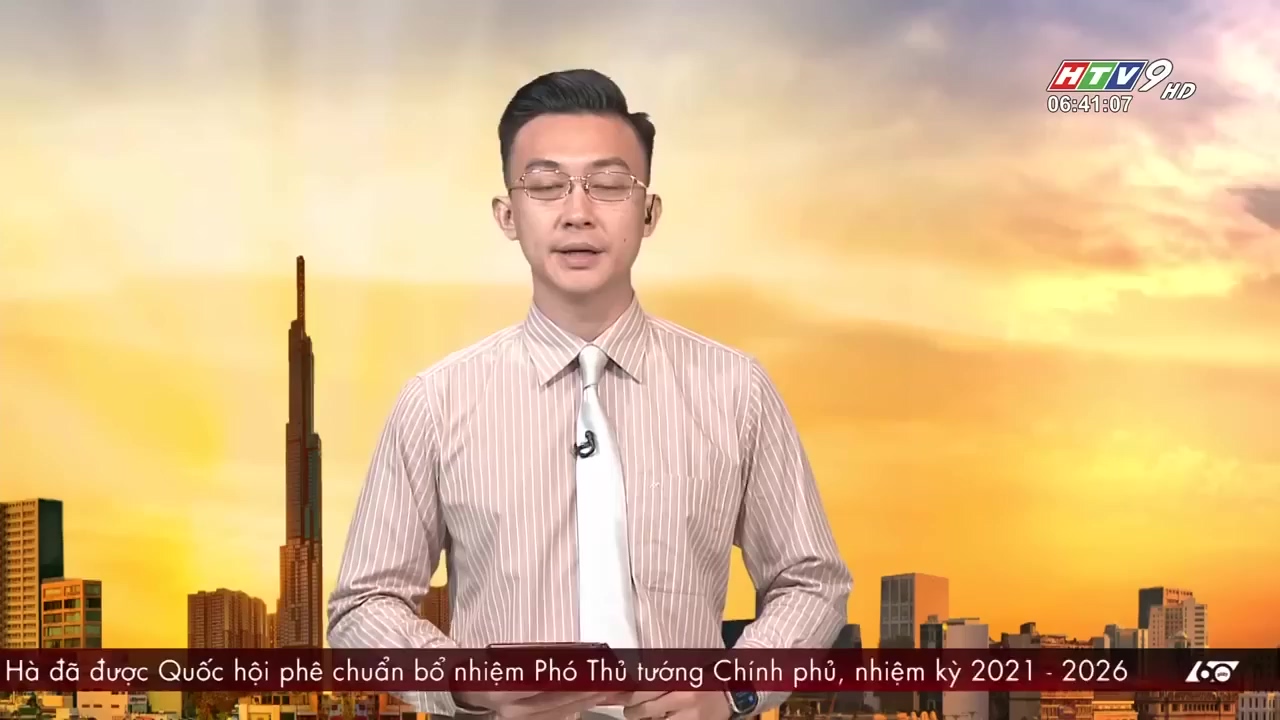 HTV9 HD
06:41:07
Hà đã được Quốc hội phê chuẩn bổ nhiệm Phó Thủ tướng Chính phủ, nhiệm kỳ 2021 - 2026
60